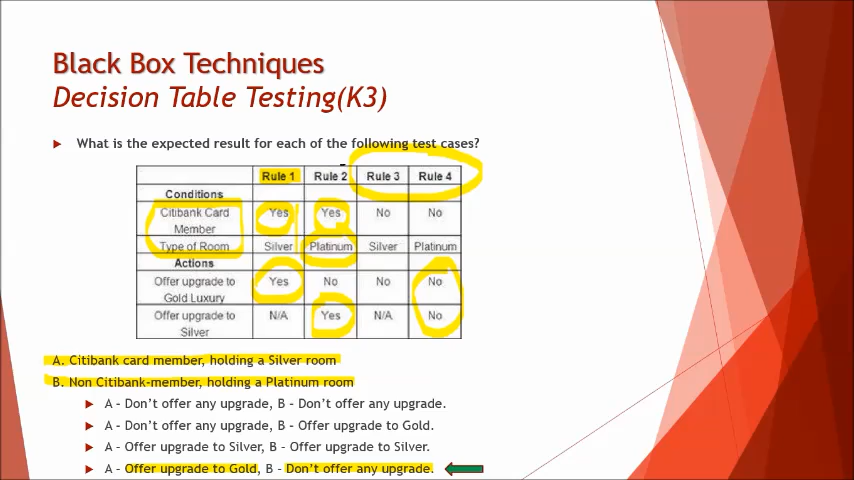 Black Box Techniques
Decision Table Testing(K3)
What is the expected result for each of the following test cases?
Rule 1 Rule 2 Rule 3 Rule 4
Conditions
Citibank Card Member Yes Yes No No
Type of Room Silver Platinum Silver Platinum
Actions
Offer upgrade to Gold Luxury Yes No No No
Offer upgrade to Silver N/A Yes N/A No
A. Citibank card member, holding a Silver room
B. Non Citibank-member, holding a Platinum room
A – Don't offer any upgrade, B – Don't offer any upgrade.
A – Don't offer any upgrade, B – Offer upgrade to Gold.
A – Offer upgrade to Silver, B – Offer upgrade to Silver.
A – Offer upgrade to Gold, B – Don't offer any upgrade.